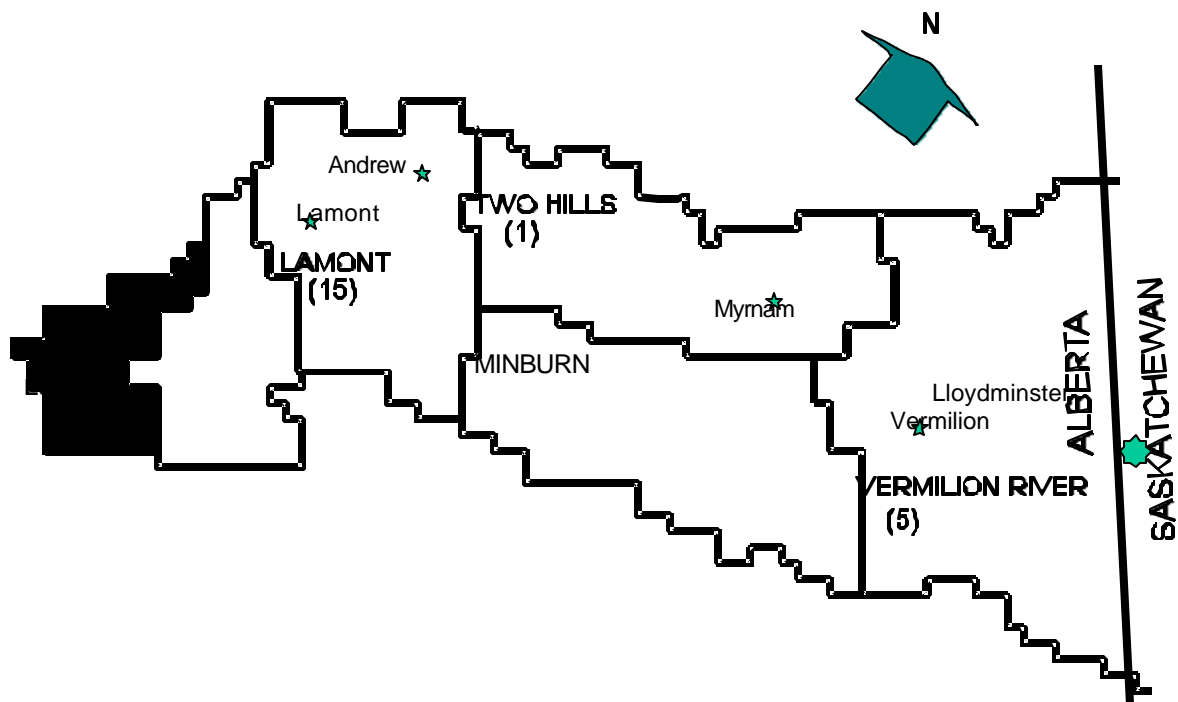 N
Andrew
Lamont
TWO HILLS
(1)
LAMONT
(15)
Myrnam
MINBURN
Lloydminster
Vermilion
VERMILION RIVER
(5)
ALBERTA
SASKATCHEWAN